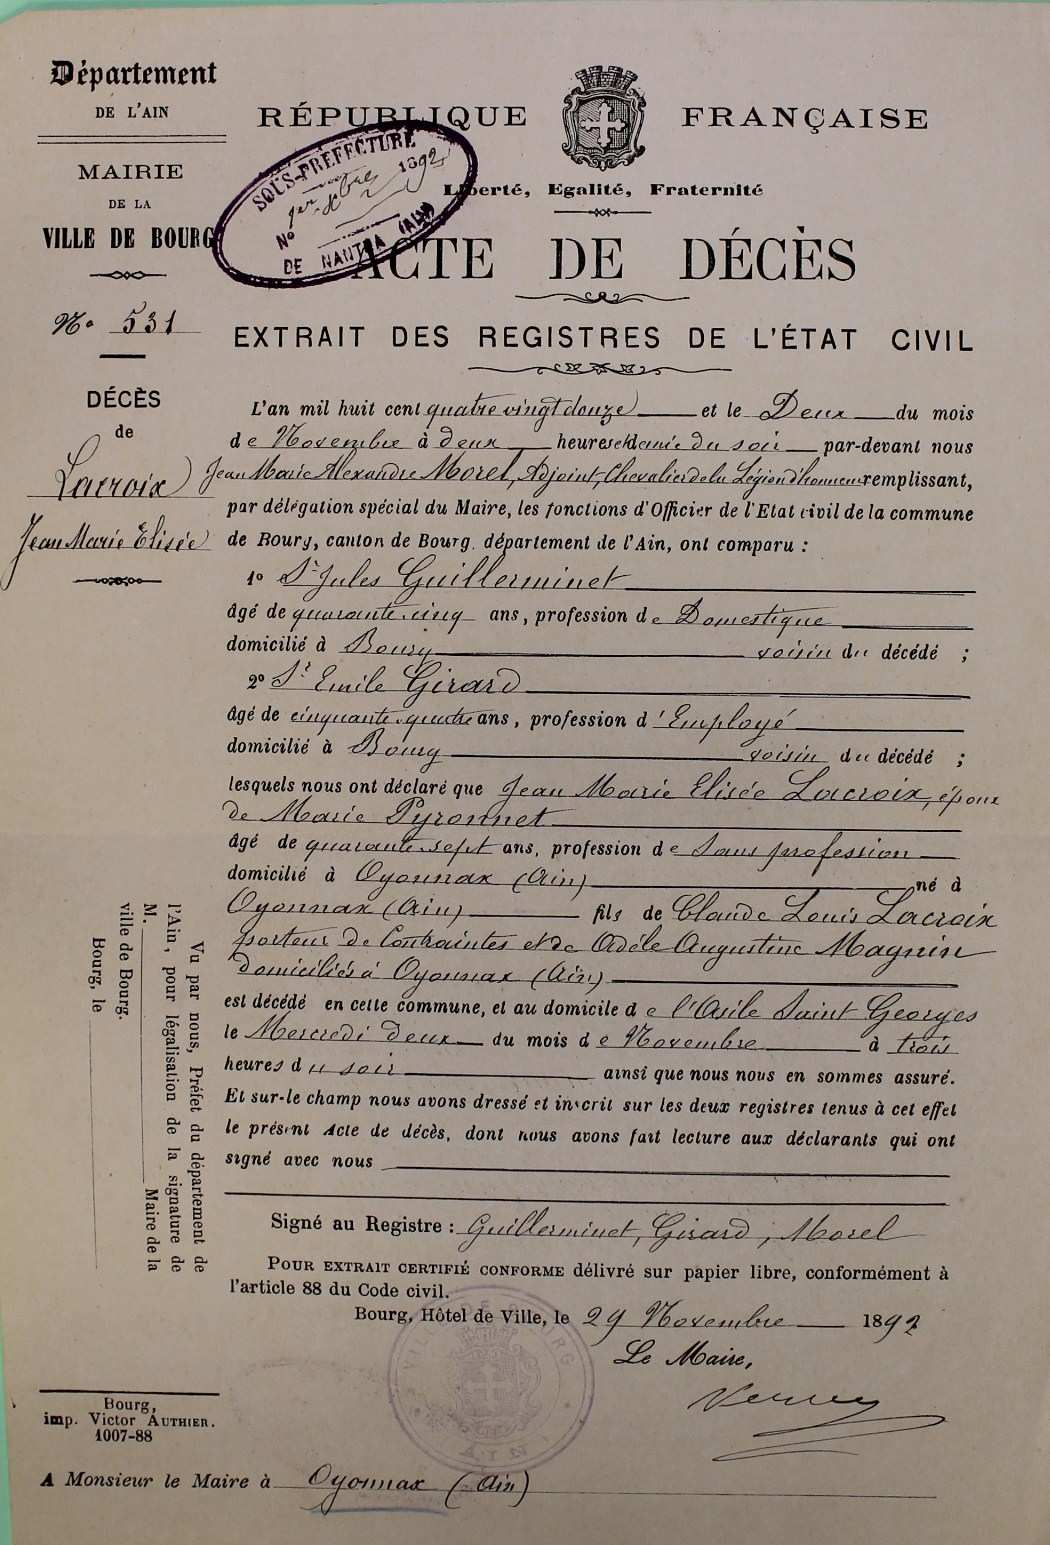 Département
DE L'AIN
MAIRIE
DE LA
VILLE DE BOURG
No 531
DÉCÈS
de
Lacroix
Jean Marie Elisée
RÉPUBLIQUE FRANÇAISE
Liberté, Egalité, Fraternité
SOUS-PRÉFECTURE
1892
No
DE NANTUA (AIN)
ACTE DE DÉCÈS
EXTRAIT DES REGISTRES DE L'ÉTAT CIVIL
L'an mil huit cent quatre vingt douze et le Deux du mois
de Novembre à deux heures et demie du soir par-devant nous
Jean Marie Alexandre Morel, Adjoint, Chevalier de la Légion d'honneur remplissant,
par délégation spécial du Maire, les fonctions d'Officier de l'Etat civil de la commune
de Bourg, canton de Bourg, département de l'Ain, ont comparu :
1o Sr Jules Guillerminet
âgé de quarante-cinq ans, profession de Domestique
domicilié à Bourg voisin du décédé ;
2o Sr Emile Girard
âgé de cinquante-quatre ans, profession d'Employé
domicilié à Bourg voisin du décédé ;
lesquels nous ont déclaré que Jean Marie Elisée Lacroix, époux
de Marie Pyronnet
âgé de quarante-sept ans, profession de Sans profession
domicilié à Oyonnax (Ain) né à
Oyonnax (Ain) fils de Claude Louis Lacroix
porteur de Contraintes et de Adéle Augustine Magnin
domiciliés à Oyonnax (Ain)
est décédé en cette commune, et au domicile de l'Asile Saint Georges
le Mercredi deux du mois de Novembre à trois
heures du soir ainsi que nous nous en sommes assuré.
Et sur-le champ nous avons dressé et inscrit sur les deux registres tenus à cet effet
le présent Acte de décès, dont nous avons fait lecture aux déclarants qui ont
signé avec nous
Signé au Registre : Guillerminet, Girard, Morel
POUR EXTRAIT CERTIFIÉ CONFORME délivré sur papier libre, conformément à
l'article 88 du Code civil.
Bourg, Hôtel de Ville, le 29 Novembre 1892
Le Maire,
Vu par nous, Préfet du département de
l'Ain, pour légalisation de la signature de
M. Maire de la
ville de Bourg.
Bourg, le
Bourg,
imp. Victor AUTHIER.
1007-88
A Monsieur le Maire à Oyonnax (Ain)